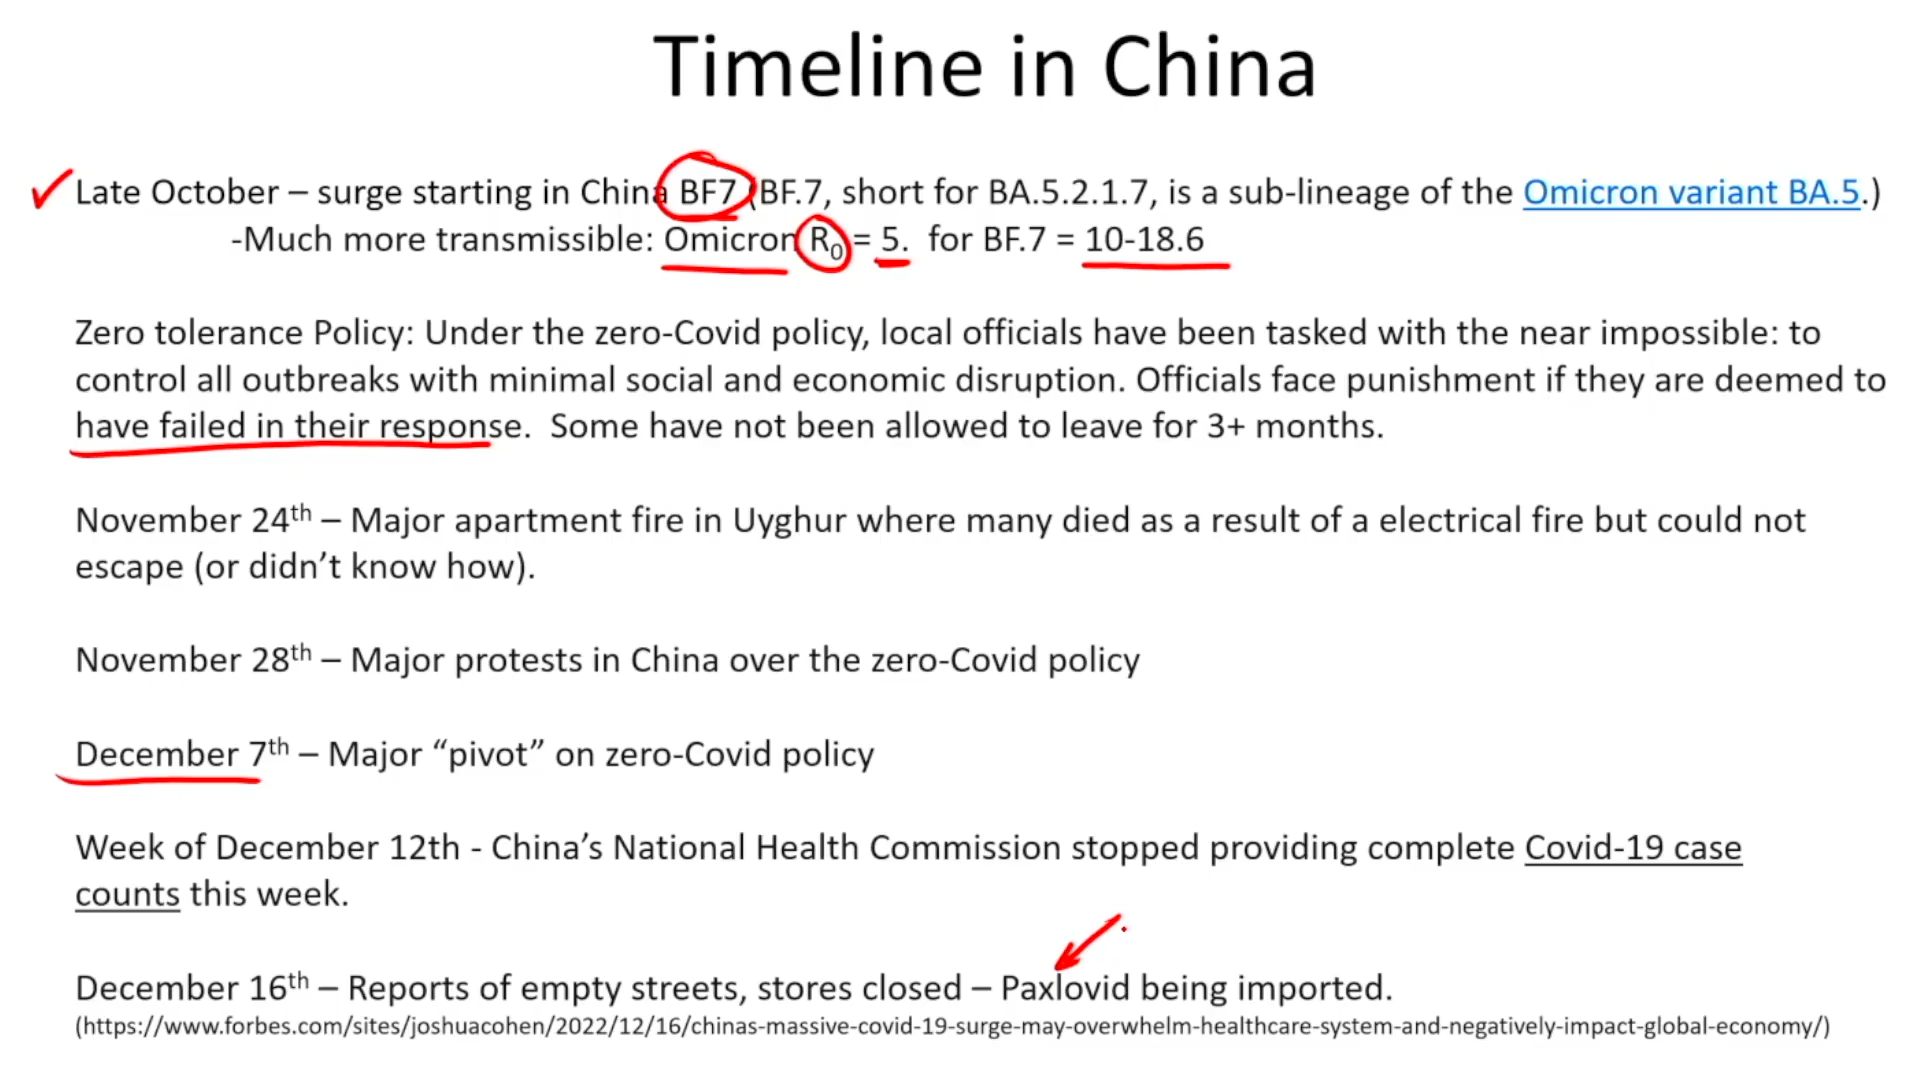 Timeline in China
Late October – surge starting in China BF7 (BF.7, short for BA.5.2.1.7, is a sub-lineage of the Omicron variant BA.5.)
-Much more transmissible: Omicron R0 = 5.  for BF.7 = 10-18.6
Zero tolerance Policy: Under the zero-Covid policy, local officials have been tasked with the near impossible: to
control all outbreaks with minimal social and economic disruption. Officials face punishment if they are deemed to
have failed in their response.  Some have not been allowed to leave for 3+ months.
November 24th – Major apartment fire in Uyghur where many died as a result of a electrical fire but could not
escape (or didn’t know how).
November 28th – Major protests in China over the zero-Covid policy
December 7th – Major “pivot” on zero-Covid policy
Week of December 12th - China’s National Health Commission stopped providing complete Covid-19 case
counts this week.
December 16th – Reports of empty streets, stores closed – Paxlovid being imported.
(https://www.forbes.com/sites/joshuacohen/2022/12/16/chinas-massive-covid-19-surge-may-overwhelm-healthcare-system-and-negatively-impact-global-economy/)